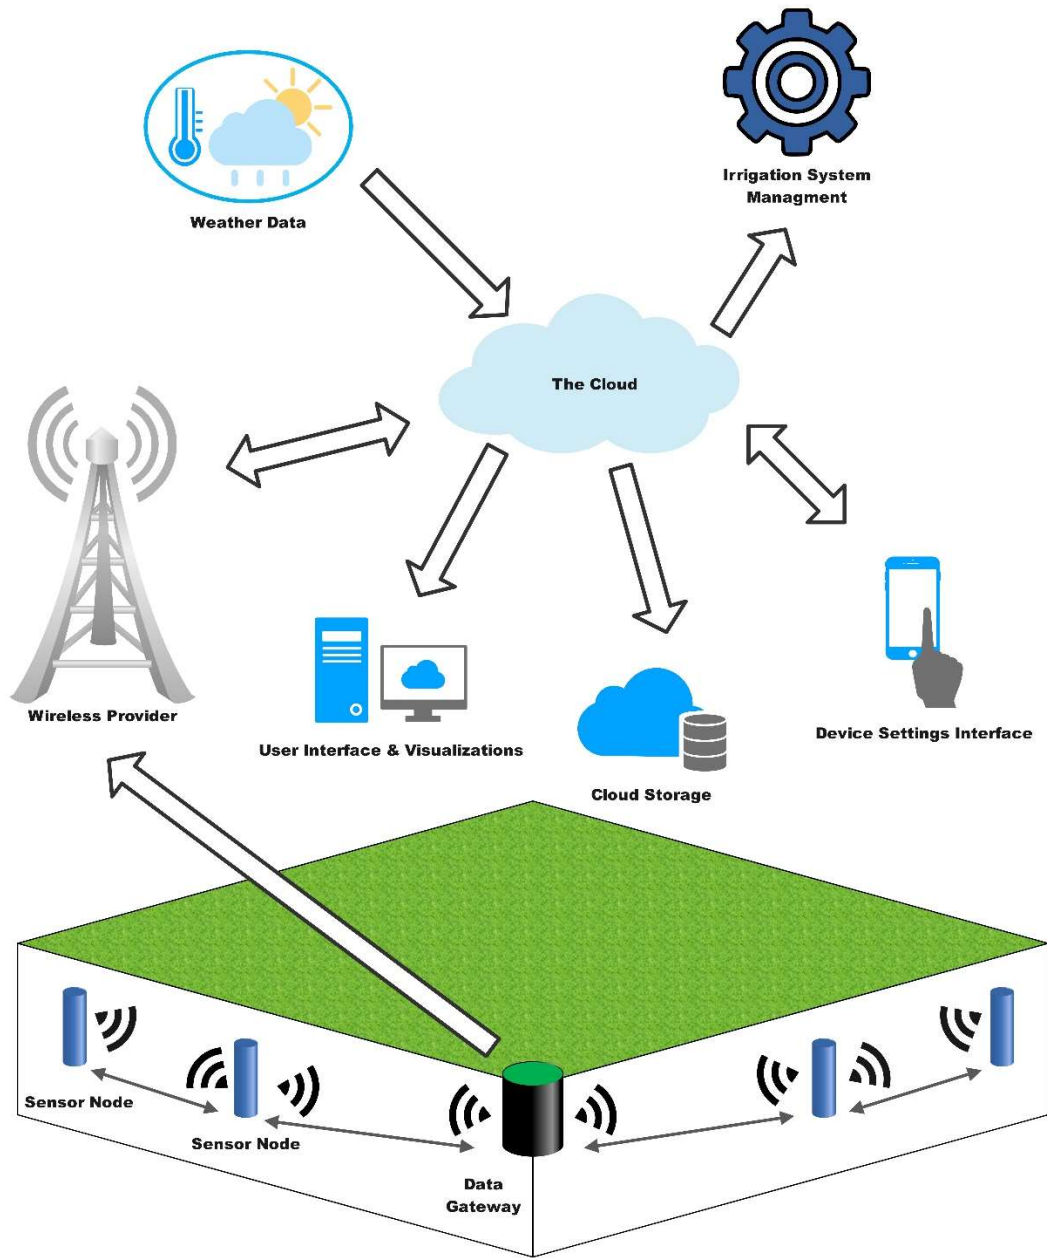 Weather Data
Irrigation System
Managment
The Cloud
Wireless Provider
User Interface & Visualizations
Cloud Storage
Device Settings Interface
Sensor Node
Sensor Node
Data
Gateway